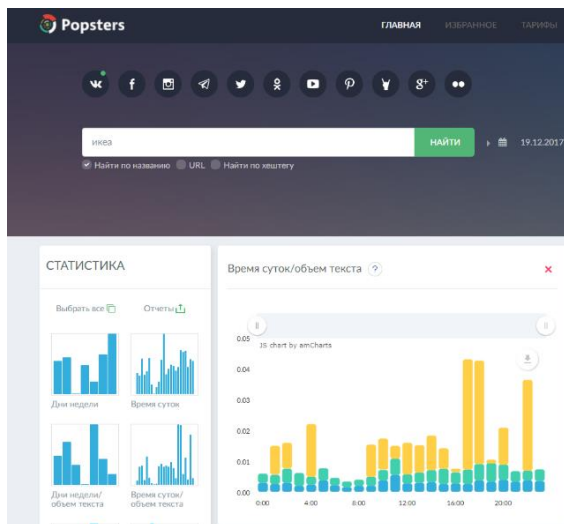 Popsters
ГЛАВНАЯ ИЗБРАННОЕ ТАРИФЫ
икеа НАЙТИ 19.12.2017
Найти по названию URL Найти по хештегу
СТАТИСТИКА
Выбрать все Отчеты
Дни недели Время суток
Дни недели/ объем текста Время суток/ объем текста
Время суток/объем текста ?
JS chart by amCharts
0.05
0.04
0.03
0.02
0.01
0.00
0:00 4:00 8:00 12:00 16:00 20:00